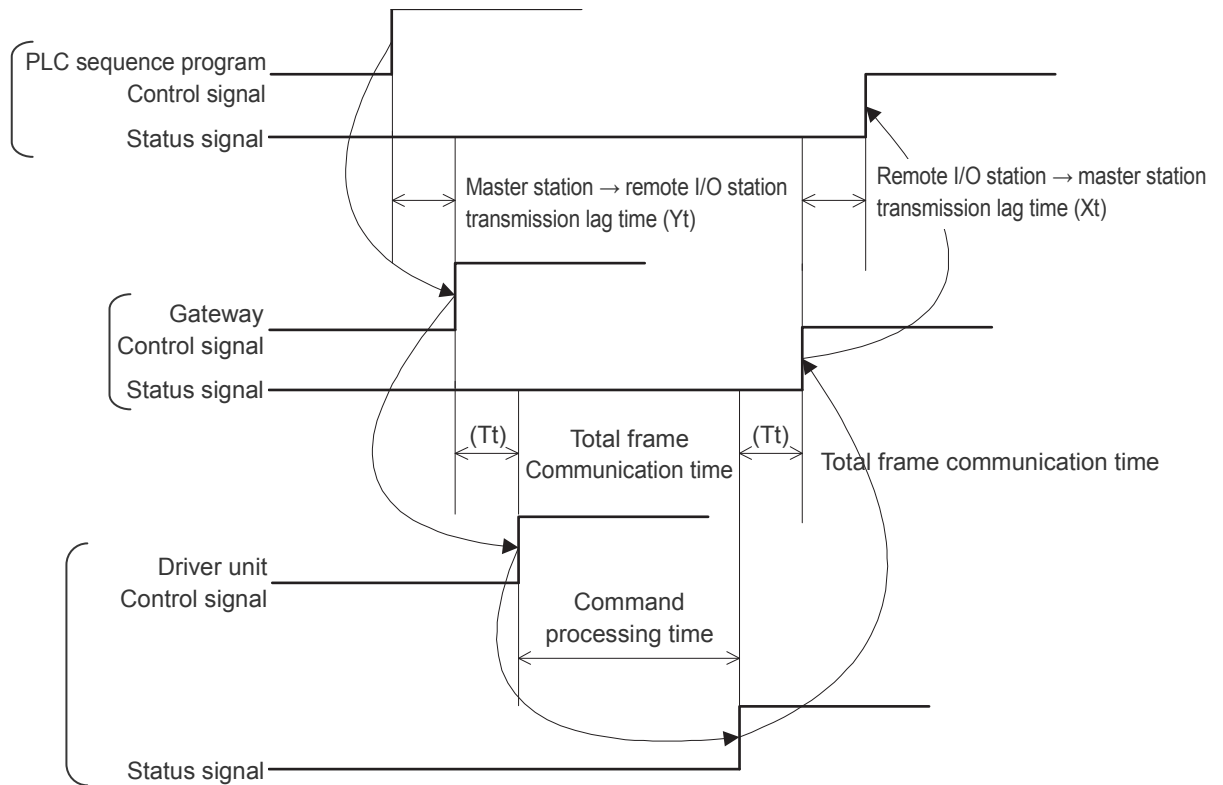 PLC sequence program
Control signal
Status signal
Master station → remote I/O station
transmission lag time (Yt)
Remote I/O station → master station
transmission lag time (Xt)
Gateway
Control signal
Status signal
(Tt)
Total frame
Communication time
(Tt)
Total frame communication time
Driver unit
Control signal
Command
processing time
Status signal